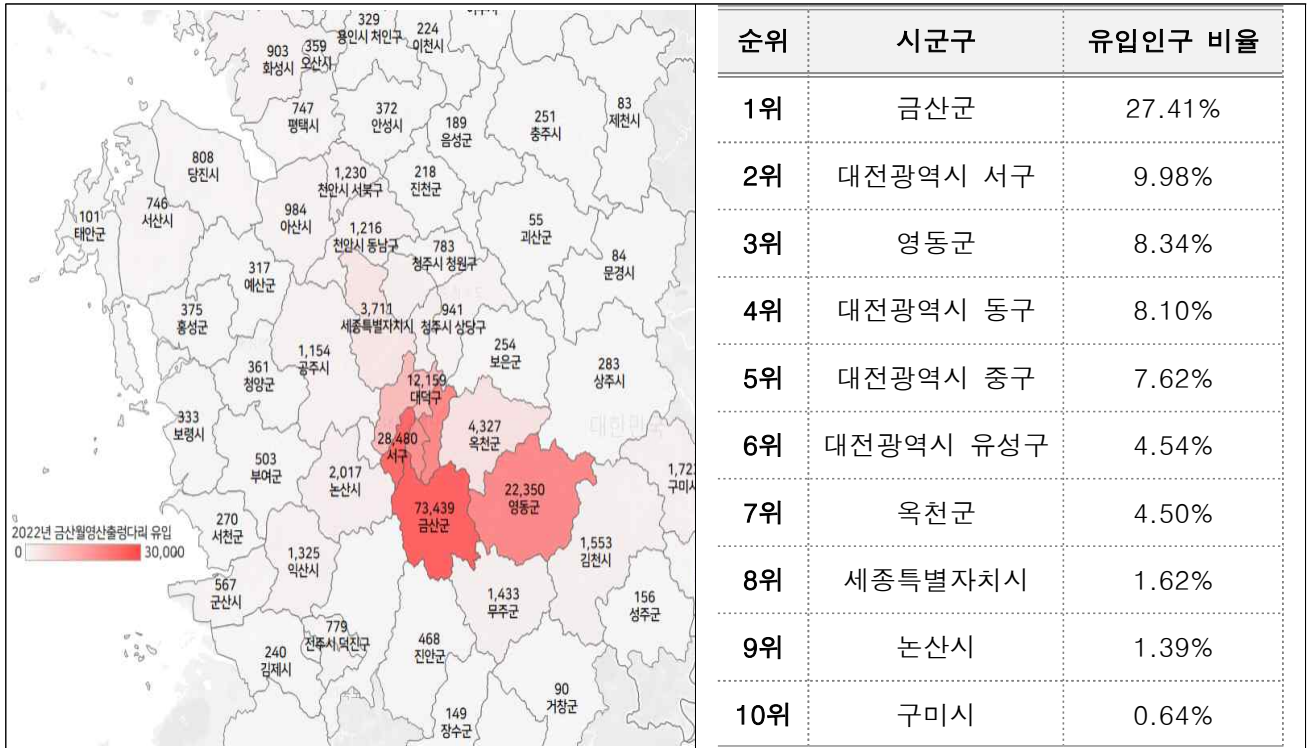 329
용인시 처인구
224
이천시
903
화성시
359
오산시
747
평택시
372
안성시
189
음성군
251
충주시
83
제천시
808
당진시
1,230
천안시 서북구
218
진천군
101
태안군
746
서산시
984
아산시
1,216
천안시 동남구
783
청주시 청원구
55
괴산군
84
문경시
317
예산군
375
홍성군
3,711
세종특별자치시
941
청주시 상당구
254
보은군
283
상주시
361
청양군
1,154
공주시
12,159
대덕구
333
보령시
28,480
서구
4,327
옥천군
대한민국
503
부여군
2,017
논산시
73,439
금산군
22,350
영동군
구미시
270
서천군
2022년 금산월영산출렁다리 유입
0 30,000
1,325
익산시
1,553
김천시
567
군산시
1,433
무주군
156
성주군
240
김제시
779
전주시 덕진구
468
진안군
149
장수군
90
거창군
순위 시군구 유입인구 비율
1위 금산군 27.41%
2위 대전광역시 서구 9.98%
3위 영동군 8.34%
4위 대전광역시 동구 8.10%
5위 대전광역시 중구 7.62%
6위 대전광역시 유성구 4.54%
7위 옥천군 4.50%
8위 세종특별자치시 1.62%
9위 논산시 1.39%
10위 구미시 0.64%